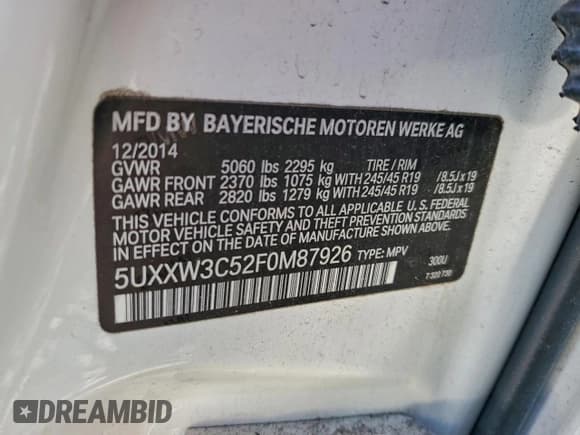 MFD BY BAYERISCHE MOTOREN WERKE AG
12/2014
GVWR 5060 lbs 2295 kg TIRE / RIM
GAWR FRONT 2370 lbs 1075 kg WITH 245/45 R19 /8.5J x 19
GAWR REAR 2820 lbs 1279 kg WITH 245/45 R19 /8.5J x 19
THIS VEHICLE CONFORMS TO ALL APPLICABLE U. S. FEDERAL
MOTOR VEHICLE SAFETY AND THEFT PREVENTION STANDARDS
IN EFFECT ON THE DATE OF MANUFACTURE SHOWN ABOVE.
5UXXW3C52F0M87926 TYPE: MPV 300U
7 320 730
DREAMBID